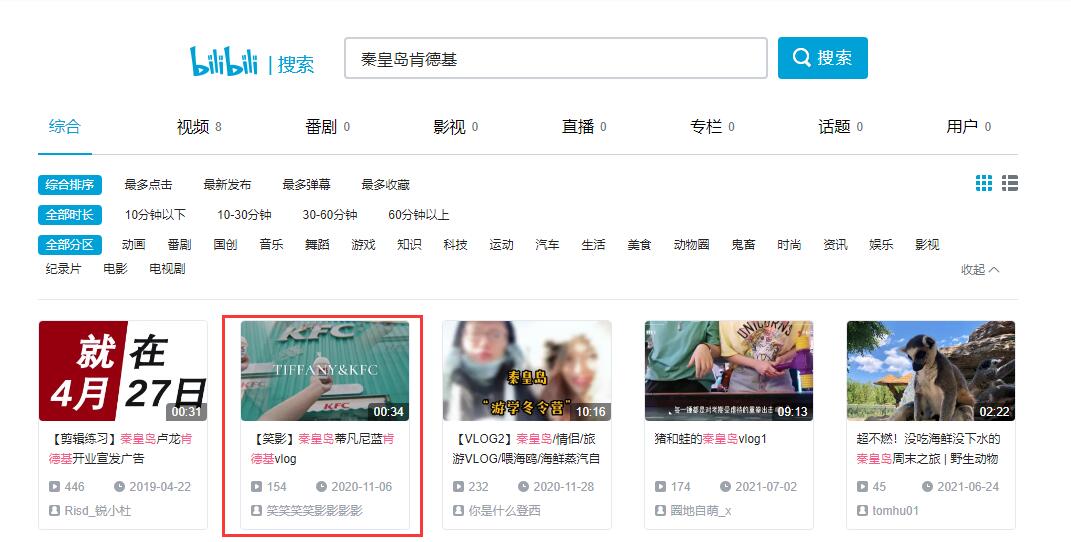 bilibili | 搜索
秦皇岛肯德基
搜索
综合 视频 8 番剧 0 影视 0 直播 0 专栏 0 话题 0 用户 0
综合排序 最多点击 最新发布 最多弹幕 最多收藏
全部时长 10分钟以下 10-30分钟 30-60分钟 60分钟以上
全部分区 动画 番剧 国创 音乐 舞蹈 游戏 知识 科技 运动 汽车 生活 美食 动物圈 鬼畜 时尚 资讯 娱乐 影视
纪录片 电影 电视剧 收起
就在
4月27日
00:31
【剪辑练习】秦皇岛卢龙肯
德基开业宣发广告
446 2019-04-22
Risd_锐小杜
KFC
TIFFANY&KFC
KFC
00:34
【笑影】秦皇岛蒂凡尼蓝肯
德基vlog
154 2020-11-06
笑笑笑笑影影影影
秦皇岛
“游学冬令营”
10:16
【VLOG2】秦皇岛/情侣/旅
游VLOG/喂海鸥/海鲜蒸汽自
232 2020-11-28
你是什么登西
UNICORNS
09:13
猪和蛙的秦皇岛vlog1
174 2021-07-02
园地自萌_x
02:22
超不燃！没吃海鲜没下水的
秦皇岛周末之旅 | 野生动物
45 2021-06-24
tomhu01